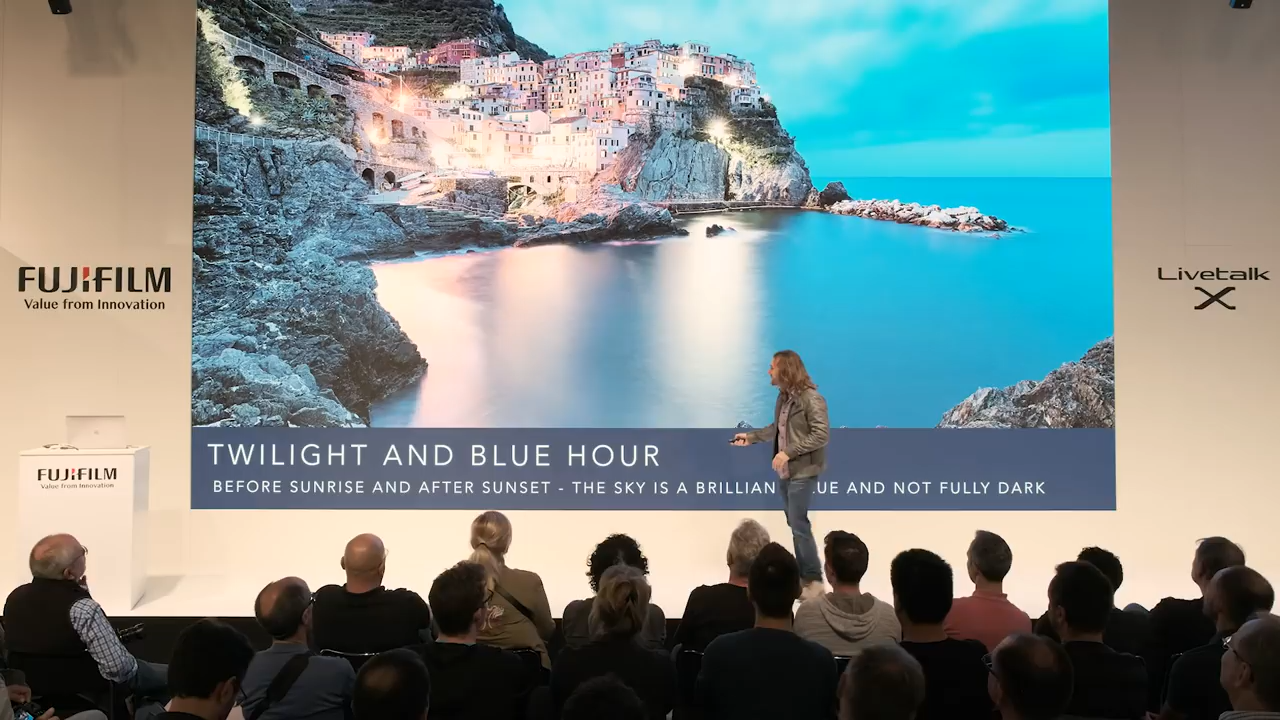 FUJIFILM
Value from Innovation
Livetalk
X
TWILIGHT AND BLUE HOUR
BEFORE SUNRISE AND AFTER SUNSET - THE SKY IS A BRILLIAN UE AND NOT FULLY DARK
FUJIFILM
Value from Innovation